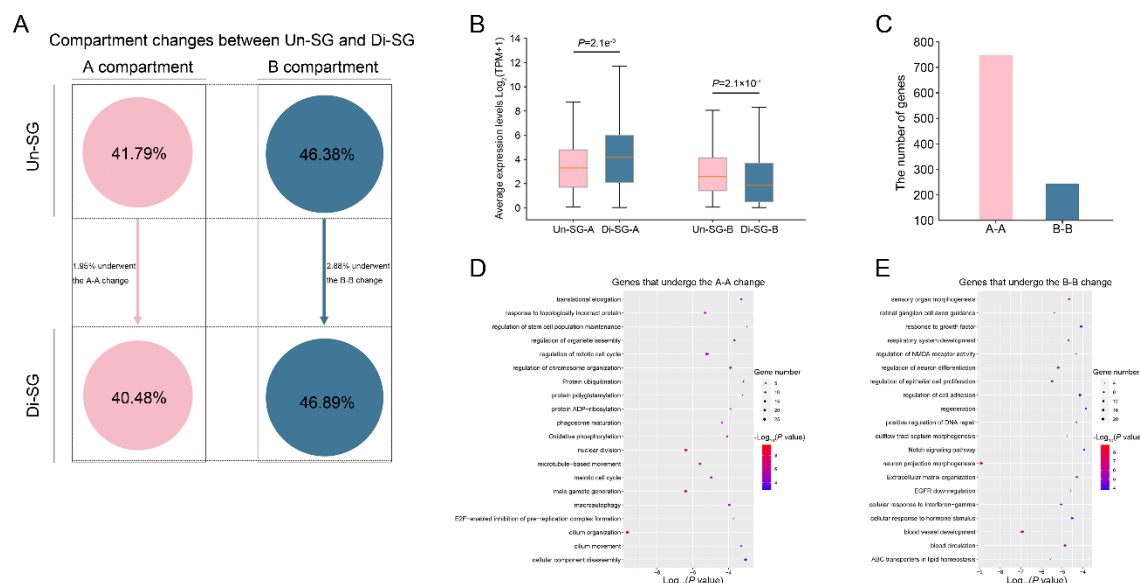 A
Compartment changes between Un-SG and Di-SG
A compartment
B compartment
Un-SG
41.79%
46.38%
1.95% underwent
the A-A change
2.88% underwent
the B-B change
Di-SG
40.48%
46.89%
B
Average expression levels Log2(TPM+1)
14
12
10
8
6
4
2
0
Un-SG-A
Di-SG-A
Un-SG-B
Di-SG-B
C
The number of genes
800
700
600
500
400
300
200
100
A-A
B-B
D
Genes that undergo the A-A change
translational elongation
response to topologically incorrect protein
regulation of stem cell population maintenance
regulation of organelle assembly
regulation of mitotic cell cycle
regulation of chromosome organization
Protein ubiquitination
protein polyglutamylation
protein ADP-ribosylation
phagosome maturation
Oxidative phosphorylation
nuclear division
microtubule-based movement
meiotic cell cycle
male gamete generation
macroautophagy
E2F-enabled inhibition of pre-replication complex formation
cilium organization
cilium movement
cellular component disassembly
-8
-6
-4
Log10(P value)
Gene number
5
10
15
20
25
-Log10(P value)
E
Genes that undergo the B-B change
sensory organ morphogenesis
retinal ganglion cell axon guidance
response to growth factor
respiratory system development
regulation of NMDA receptor activity
regulation of neuron differentiation
regulation of epithelial cell proliferation
regulation of cell adhesion
regeneration
positive regulation of DNA repair
outflow tract septum morphogenesis
Notch signaling pathway
neuron projection morphogenesis
Extracellular matrix organization
EGFR downregulation
cellular response to interferon-gamma
cellular response to hormone stimulus
blood vessel development
blood circulation
ABC transporters in lipid homeostasis
-9
-8
-7
-6
-5
-4
Log10(P value)
Gene number
4
8
12
16
20
-Log10(P value)
8
7
6
5
4